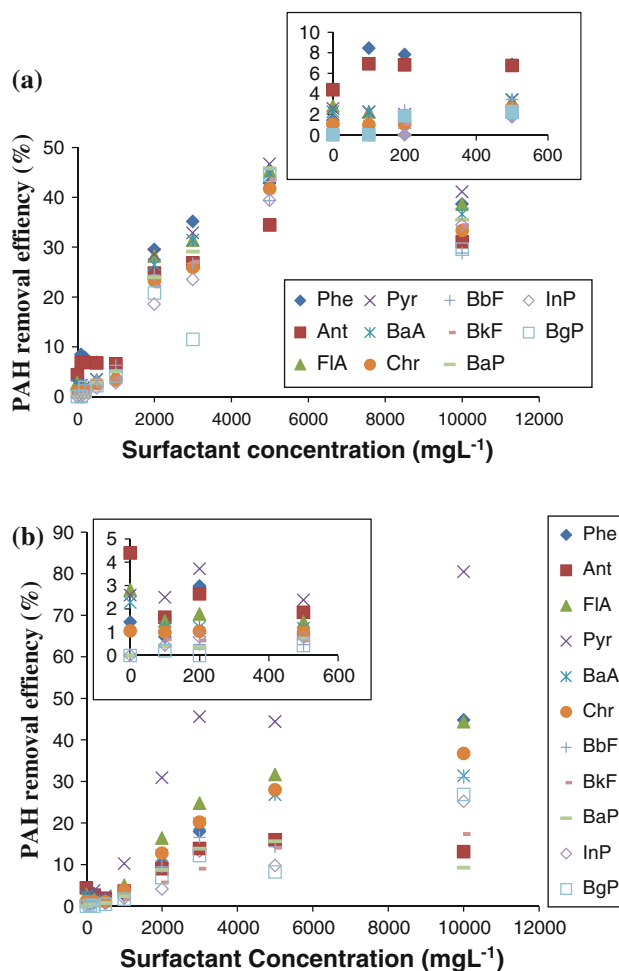 (a)
10
8
6
4
2
0
0 200 400 600
PAH removal effiency (%)
50
40
30
20
10
0
Phe Pyr BbF InP
Ant BaA BkF BgP
FlA Chr BaP
0 2000 4000 6000 8000 10000 12000
Surfactant concentration (mgL-1)
(b)
5
4
3
2
1
0
0 200 400 600
PAH removal effiency (%)
90
80
70
60
50
40
30
20
10
0
Phe
Ant
FlA
Pyr
BaA
Chr
BbF
BkF
BaP
InP
BgP
0 2000 4000 6000 8000 10000 12000
Surfactant Concentration (mgL-1)